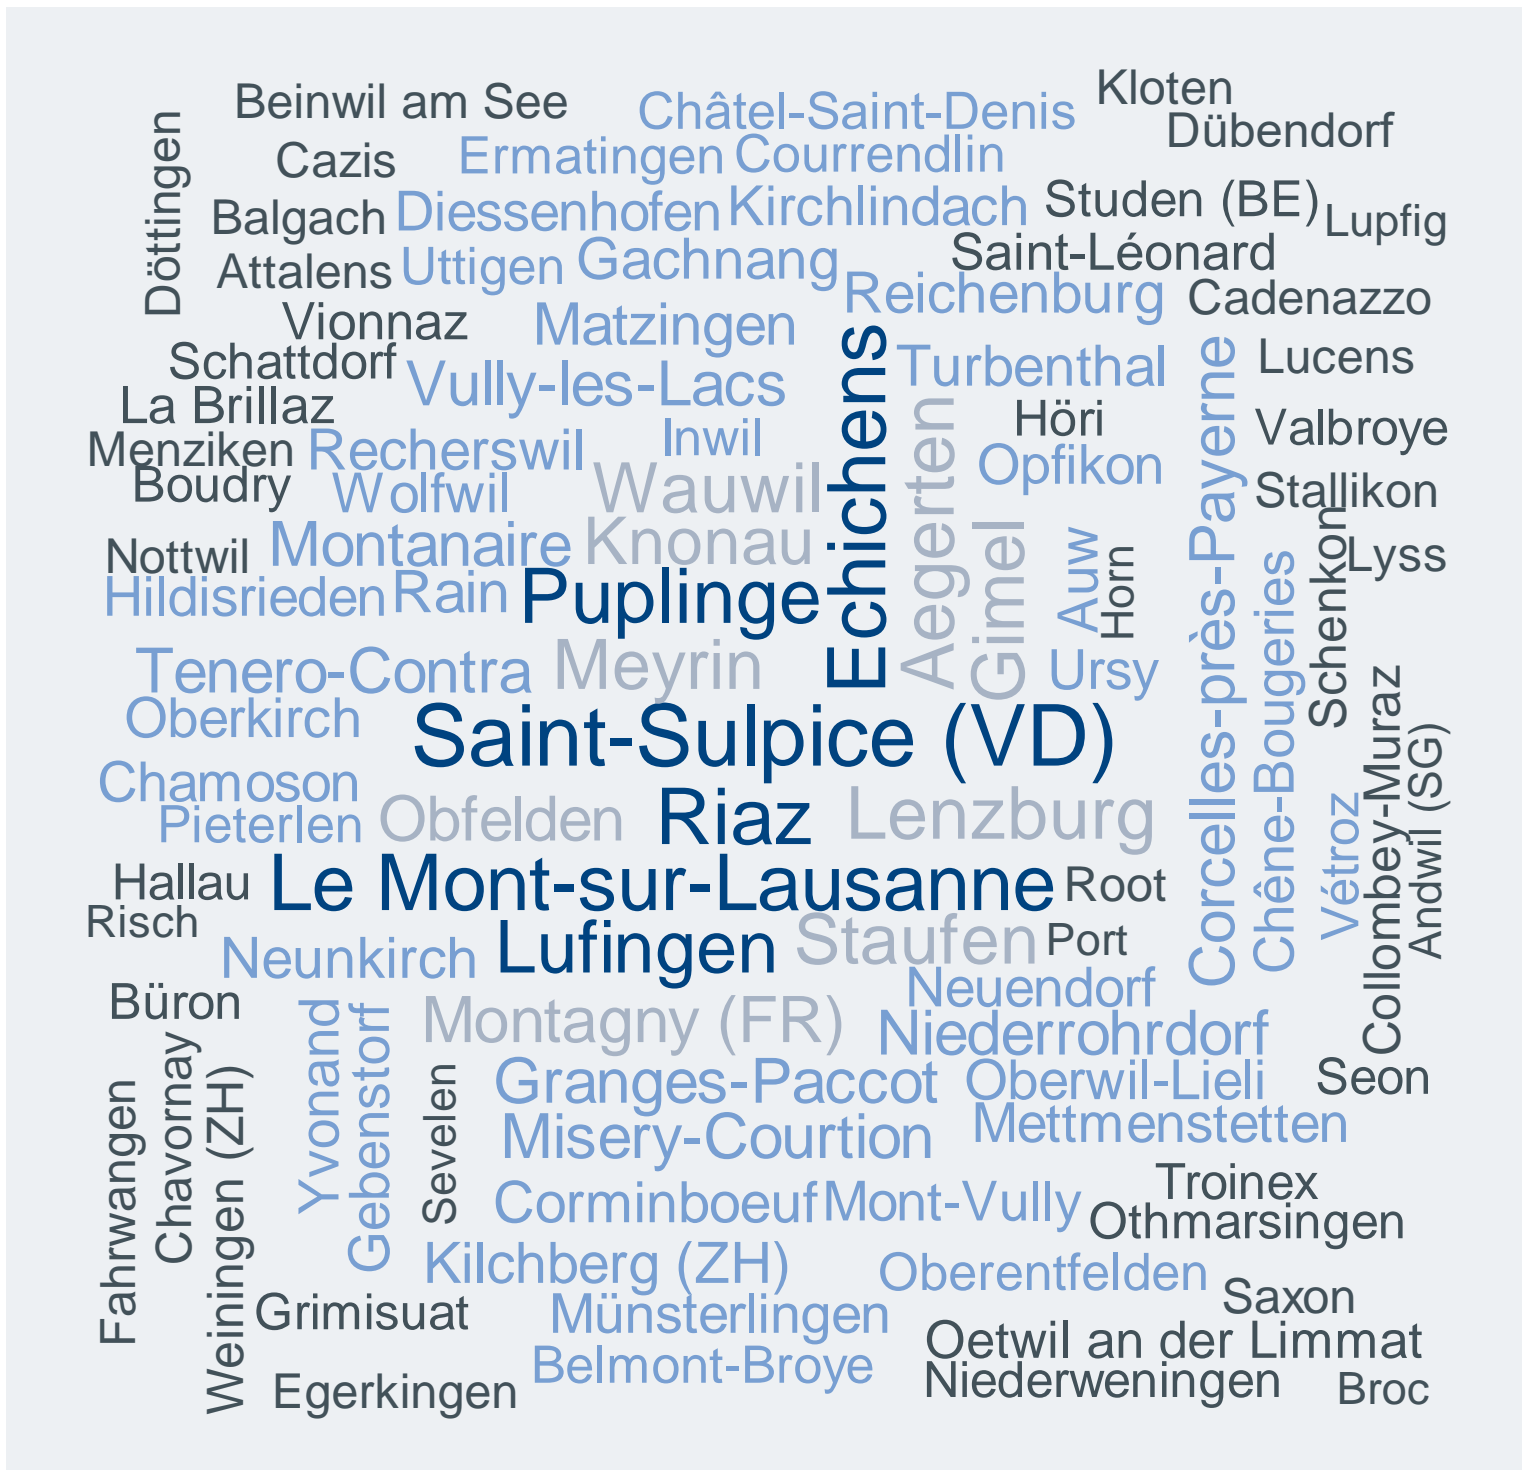 Beinwil am See
Châtel-Saint-Denis
Kloten
Dübendorf
Döttingen
Cazis
Ermatingen
Courrendlin
Balgach
Diessenhofen
Kirchlindach
Studen (BE)
Lupfig
Attalens
Uttigen
Gachnang
Saint-Léonard
Reichenburg
Cadenazzo
Vionnaz
Matzingen
Schattdorf
Vully-les-Lacs
Echichens
Turbenthal
Corcelles-près-Payerne
Lucens
La Brillaz
Höri
Valbroye
Menziken
Recherswil
Inwil
Aegerten
Opfikon
Boudry
Wolfwil
Wauwil
Stallikon
Nottwil
Montanaire
Knonau
Gimel
Auw
Horn
Chêne-Bougeries
Schenkon
Lyss
Hildisrieden
Rain
Puplinge
Tenero-Contra
Meyrin
Ursy
Oberkirch
Saint-Sulpice (VD)
Collombey-Muraz
Andwil (SG)
Chamoson
Pieterlen
Obfelden
Riaz
Lenzburg
Vétroz
Hallau
Le Mont-sur-Lausanne
Root
Risch
Neunkirch
Lufingen
Staufen
Port
Büron
Yvonand
Gebenstorf
Montagny (FR)
Neuendorf
Niederrohrdorf
Chavornay
Fahrwangen
Weiningen (ZH)
Sevelen
Granges-Paccot
Oberwil-Lieli
Seon
Misery-Courtion
Mettmenstetten
Corminboeuf
Mont-Vully
Troinex
Othmarsingen
Kilchberg (ZH)
Oberentfelden
Saxon
Grimisuat
Münsterlingen
Oetwil an der Limmat
Egerkingen
Belmont-Broye
Niederweningen
Broc